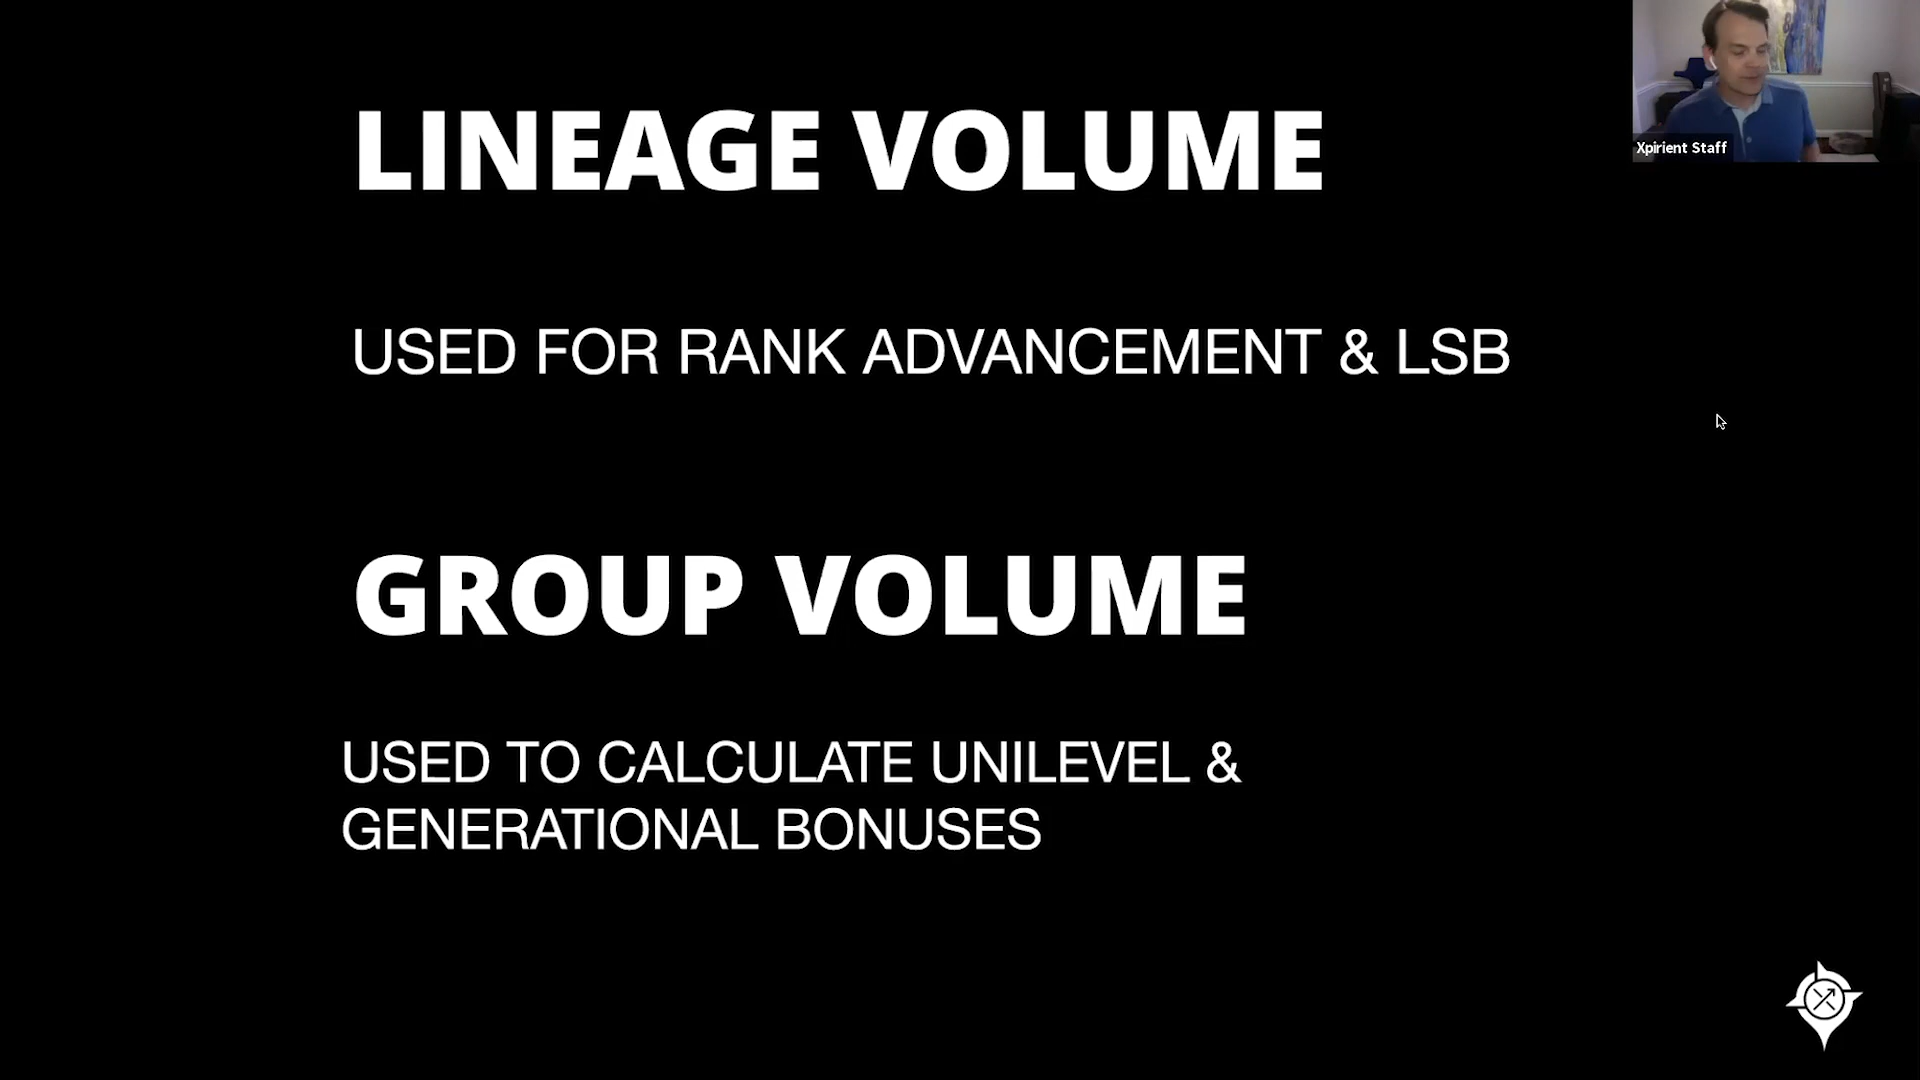 LINEAGE VOLUME
Xpirient Staff
USED FOR RANK ADVANCEMENT & LSB
GROUP VOLUME
USED TO CALCULATE UNILEVEL &
GENERATIONAL BONUSES